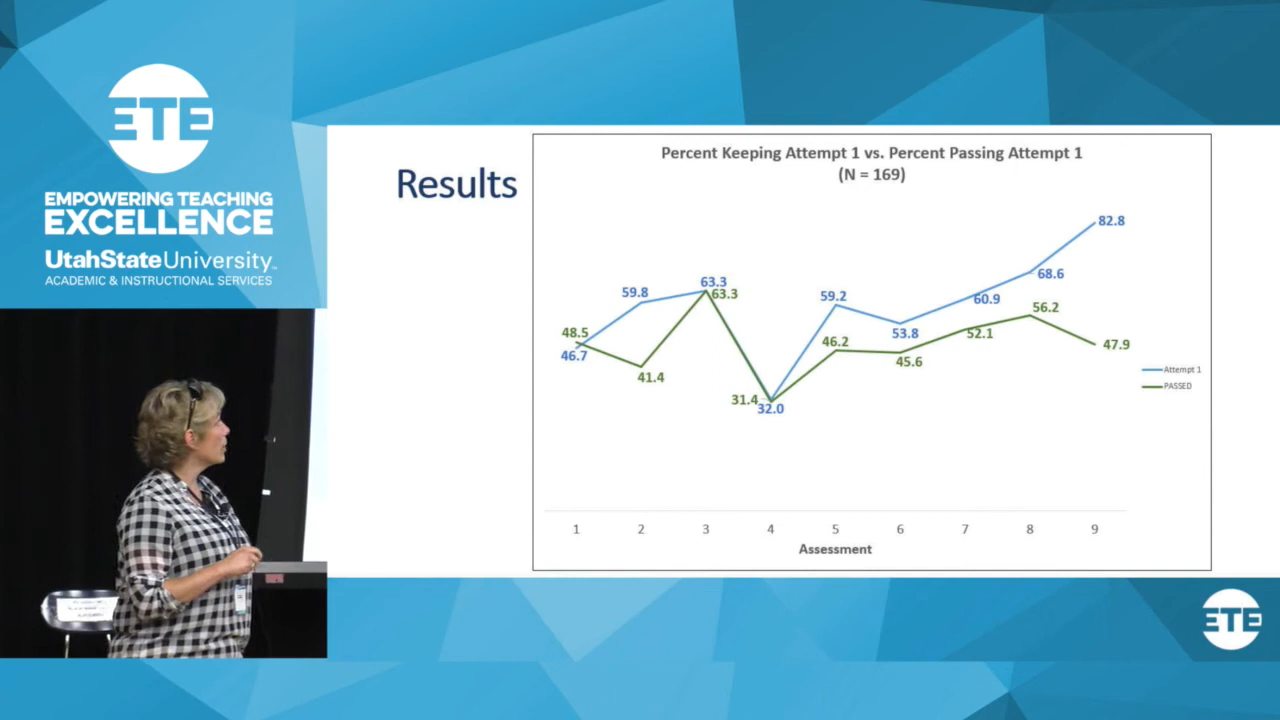 ETE
EMPOWERING TEACHING
EXCELLENCE
UtahStateUniversity
ACADEMIC & INSTRUCTIONAL SERVICES
Results
Percent Keeping Attempt 1 vs. Percent Passing Attempt 1
(N = 169)
82.8
68.6
63.3
63.3
59.8
59.2
60.9
56.2
53.8
52.1
48.5
46.7
46.2
45.6
47.9
41.4
31.4
32.0
Attempt 1
PASSED
1 2 3 4 5 6 7 8 9
Assessment
ETE